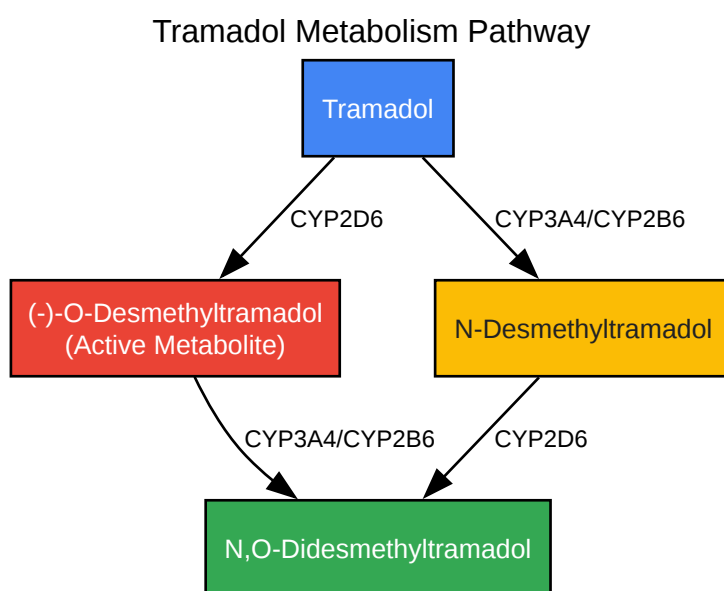 Tramadol Metabolism Pathway
Tramadol
CYP2D6
CYP3A4/CYP2B6
(-)-O-Desmethyltramadol
(Active Metabolite)
N-Desmethyltramadol
CYP3A4/CYP2B6
CYP2D6
N,O-Didesmethyltramadol